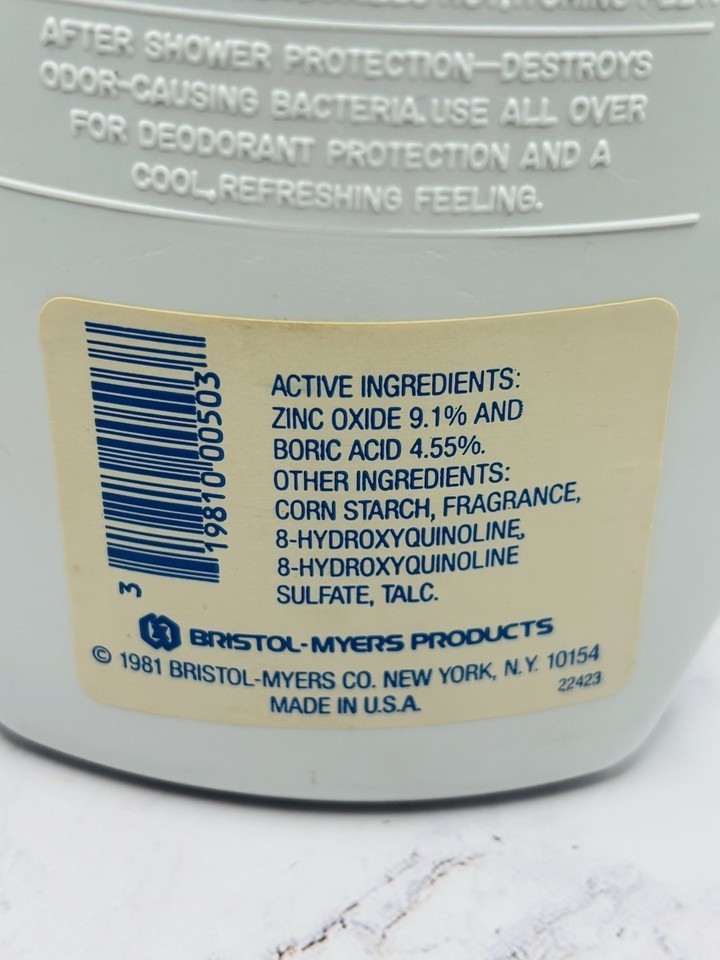 AFTER SHOWER PROTECTION—DESTROYS
ODOR-CAUSING BACTERIA. USE ALL OVER
FOR DEODORANT PROTECTION AND A
COOL, REFRESHING FEELING.
3 19810 00503
ACTIVE INGREDIENTS:
ZINC OXIDE 9.1% AND
BORIC ACID 4.55%.
OTHER INGREDIENTS:
CORN STARCH, FRAGRANCE,
8-HYDROXYQUINOLINE,
8-HYDROXYQUINOLINE
SULFATE, TALC.
BRISTOL-MYERS PRODUCTS
© 1981 BRISTOL-MYERS CO. NEW YORK, N.Y. 10154
22423
MADE IN U.S.A.